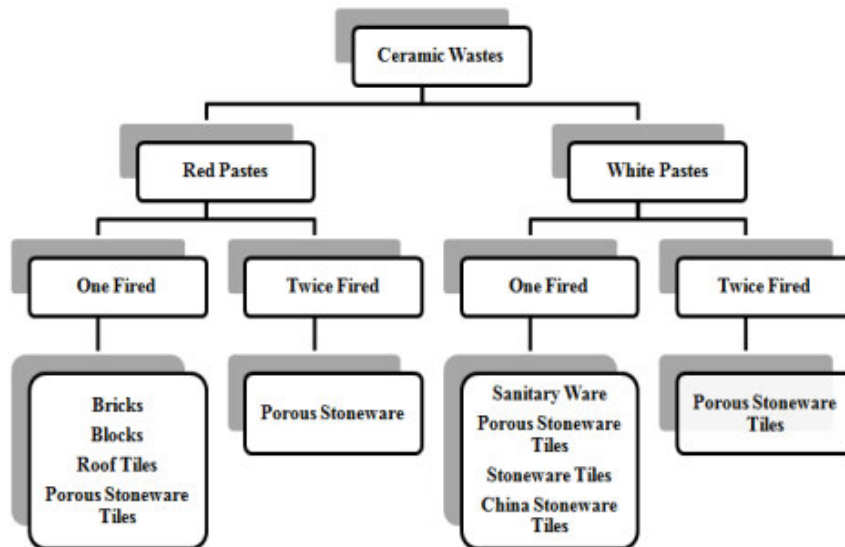 Ceramic Wastes
Red Pastes
White Pastes
One Fired
Twice Fired
One Fired
Twice Fired
Bricks
Blocks
Roof Tiles
Porous Stoneware
Tiles
Porous Stoneware
Sanitary Ware
Porous Stoneware
Tiles
Stoneware Tiles
China Stoneware
Tiles
Porous Stoneware
Tiles